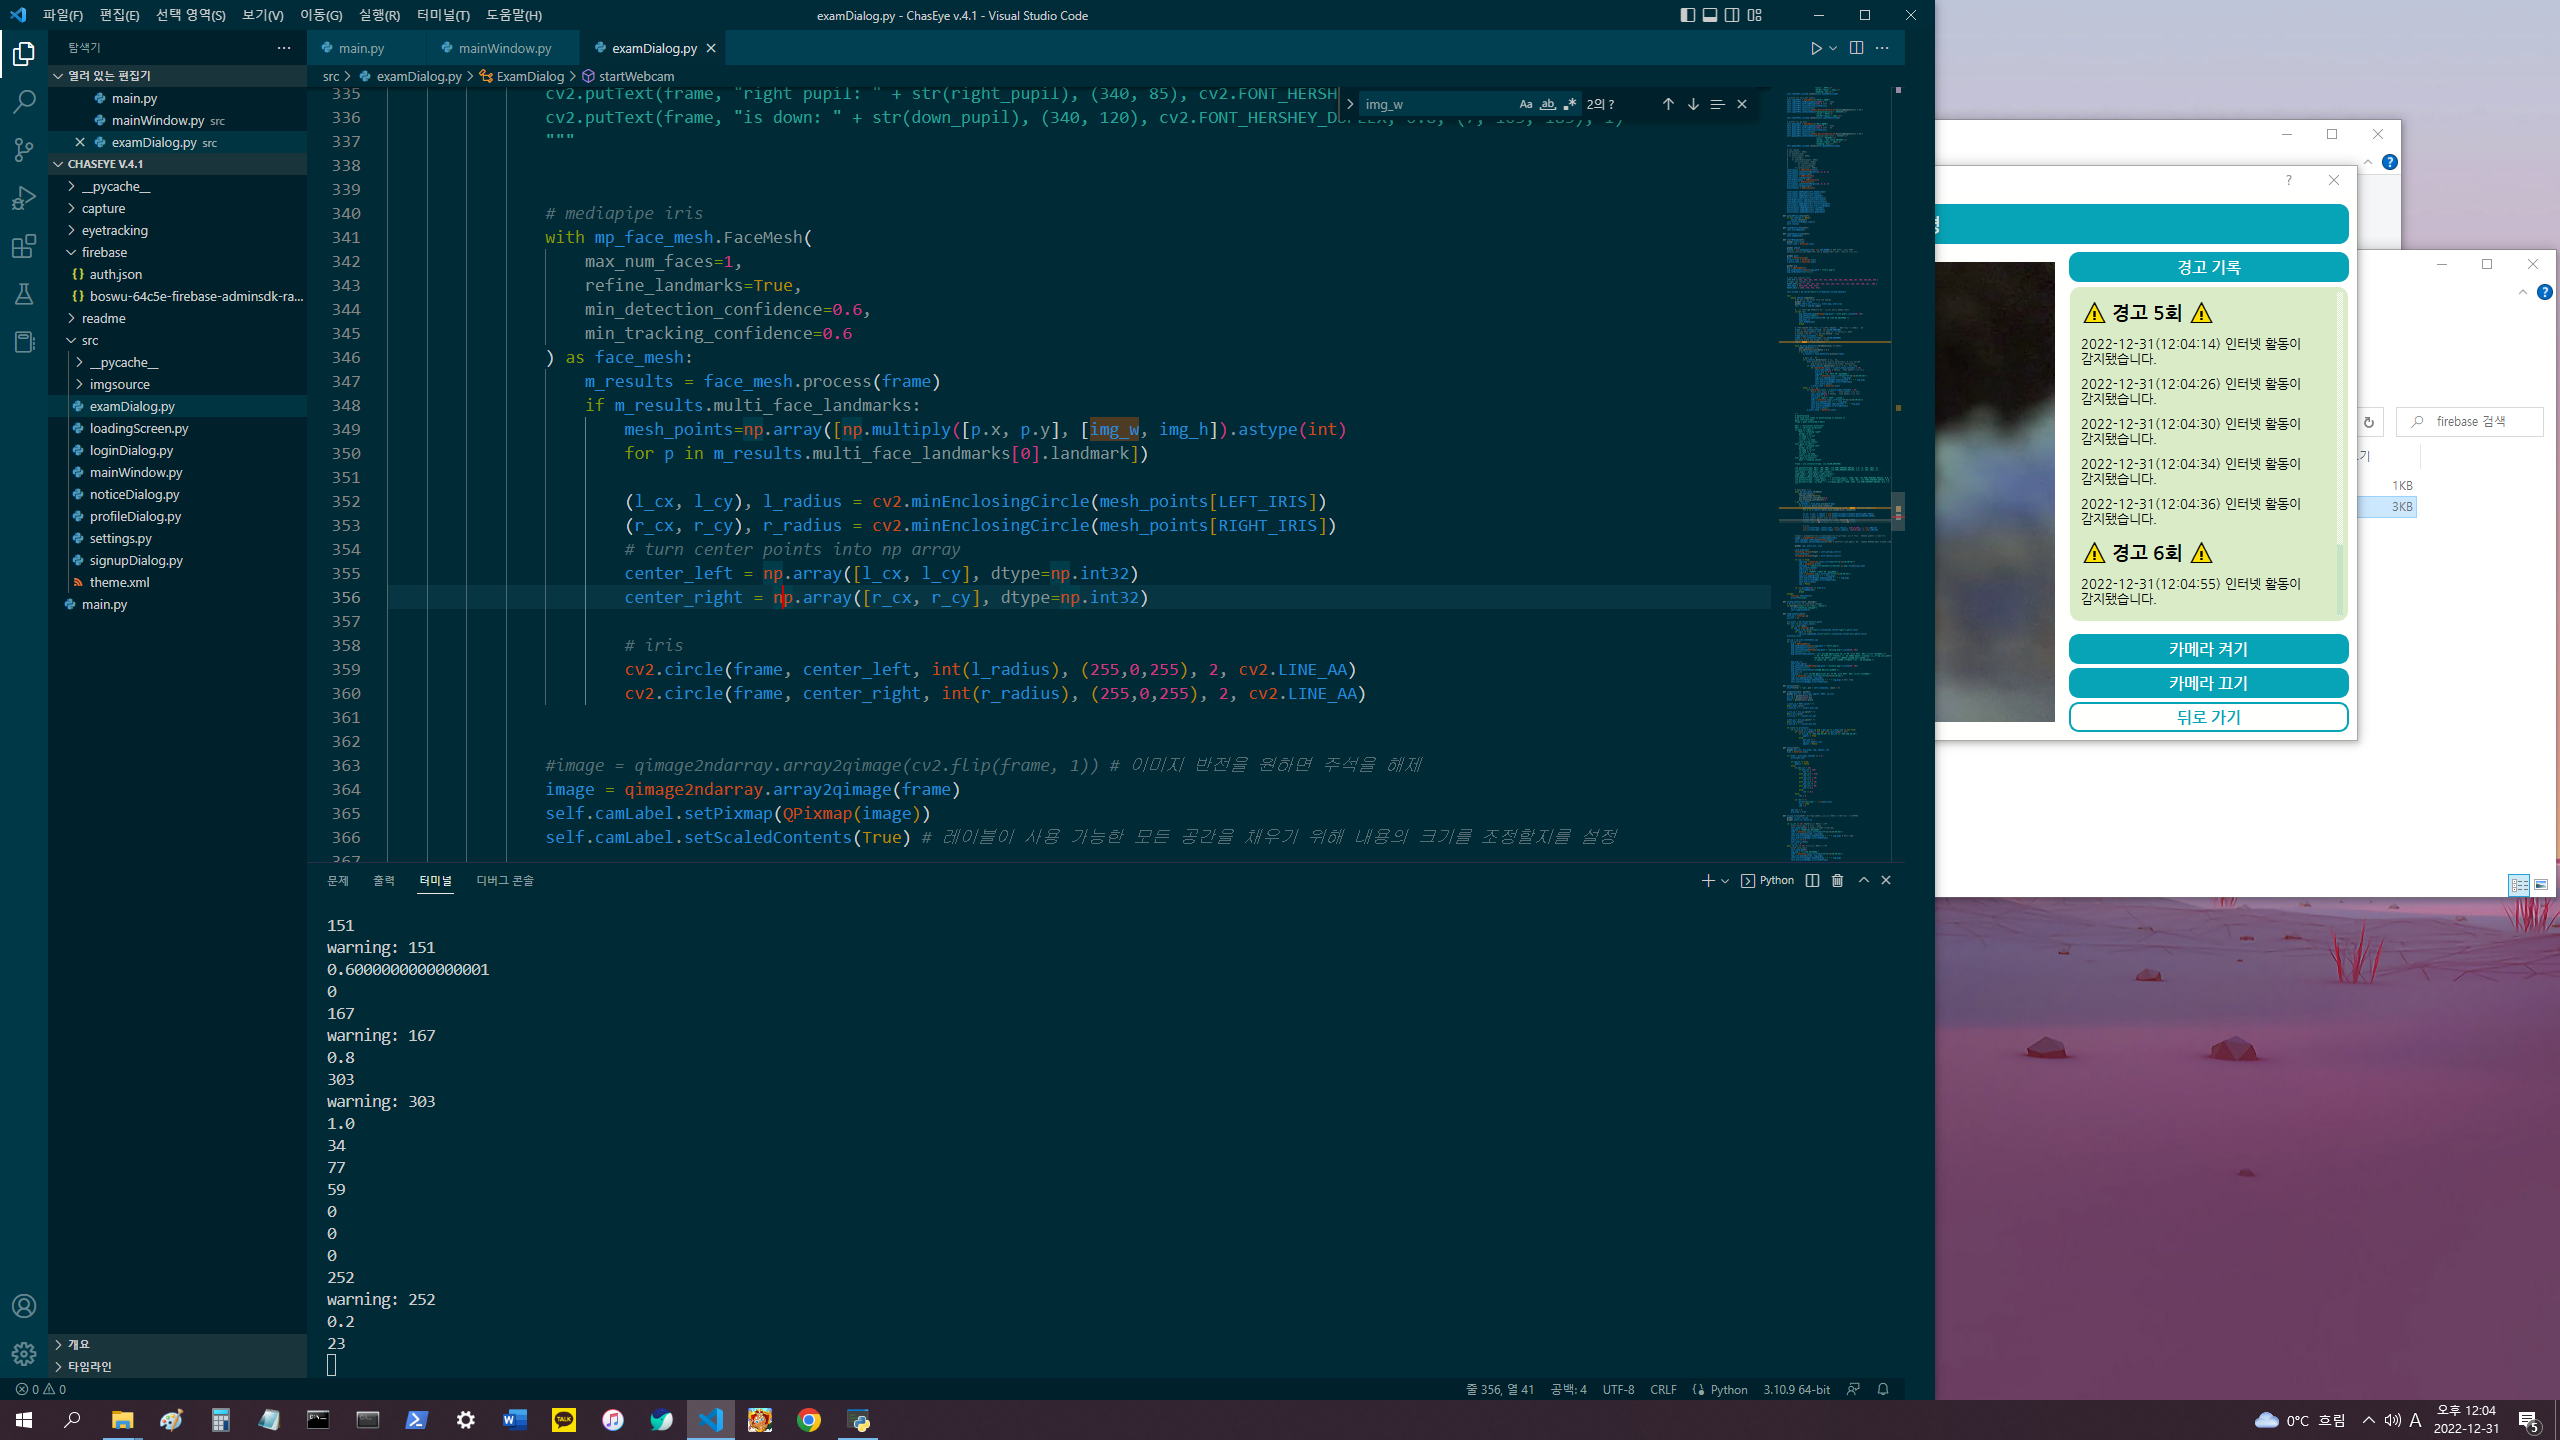 파일(F) 편집(E) 선택 영역(S) 보기(V) 이동(G) 실행(R) 터미널(T) 도움말(H)
examDialog.py - ChasEye v.4.1 - Visual Studio Code
탐색기
main.py mainWindow.py examDialog.py
src > examDialog.py > ExamDialog > startWebcam
열려 있는 편집기
main.py
mainWindow.py src
examDialog.py src
CHASEYE V.4.1
__pycache__
capture
eyetracking
firebase
auth.json
boswu-64c5e-firebase-adminsdk-ra...
readme
src
__pycache__
imgsource
examDialog.py
loadingScreen.py
loginDialog.py
mainWindow.py
noticeDialog.py
profileDialog.py
settings.py
signupDialog.py
theme.xml
main.py
개요
타임라인
img_w Aa ab 2의 ?
335 cv2.putText(frame, "right pupil: " + str(right_pupil), (340, 85), cv2.FONT_HERSH
336 cv2.putText(frame, "is down: " + str(down_pupil), (340, 120), cv2.FONT_HERSHEY_DUPLEX,
337 """
338
339
340 # mediapipe iris
341 with mp_face_mesh.FaceMesh(
342 max_num_faces=1,
343 refine_landmarks=True,
344 min_detection_confidence=0.6,
345 min_tracking_confidence=0.6
346 ) as face_mesh:
347 m_results = face_mesh.process(frame)
348 if m_results.multi_face_landmarks:
349 mesh_points=np.array([np.multiply([p.x, p.y], [img_w, img_h]).astype(int)
350 for p in m_results.multi_face_landmarks[0].landmark])
351
352 (l_cx, l_cy), l_radius = cv2.minEnclosingCircle(mesh_points[LEFT_IRIS])
353 (r_cx, r_cy), r_radius = cv2.minEnclosingCircle(mesh_points[RIGHT_IRIS])
354 # turn center points into np array
355 center_left = np.array([l_cx, l_cy], dtype=np.int32)
356 center_right = np.array([r_cx, r_cy], dtype=np.int32)
357
358 # iris
359 cv2.circle(frame, center_left, int(l_radius), (255,0,255), 2, cv2.LINE_AA)
360 cv2.circle(frame, center_right, int(r_radius), (255,0,255), 2, cv2.LINE_AA)
361
362
363 #image = qimage2ndarray.array2qimage(cv2.flip(frame, 1)) # 이미지 반전을 원하면 주석을 해제
364 image = qimage2ndarray.array2qimage(frame)
365 self.camLabel.setPixmap(QPixmap(image))
366 self.camLabel.setScaledContents(True) # 레이블이 사용 가능한 모든 공간을 채우기 위해 내용의 크기를 조정할지를 설정
367
문제 출력 터미널 디버그 콘솔
Python
151
warning: 151
0.6000000000000001
0
167
warning: 167
0.8
303
warning: 303
1.0
34
77
59
0
0
0
252
warning: 252
0.2
23
0 0
줄 356, 열 41 공백: 4 UTF-8 CRLF Python 3.10.9 64-bit
경고 기록
경고 5회
2022-12-31(12:04:14) 인터넷 활동이
감지됐습니다.
2022-12-31(12:04:26) 인터넷 활동이
감지됐습니다.
2022-12-31(12:04:30) 인터넷 활동이
감지됐습니다.
2022-12-31(12:04:34) 인터넷 활동이
감지됐습니다.
2022-12-31(12:04:36) 인터넷 활동이
감지됐습니다.
경고 6회
2022-12-31(12:04:55) 인터넷 활동이
감지됐습니다.
카메라 켜기
카메라 끄기
뒤로 가기
firebase 검색
1KB
3KB
TALK
0°C 흐림
A
오후 12:04
2022-12-31
5